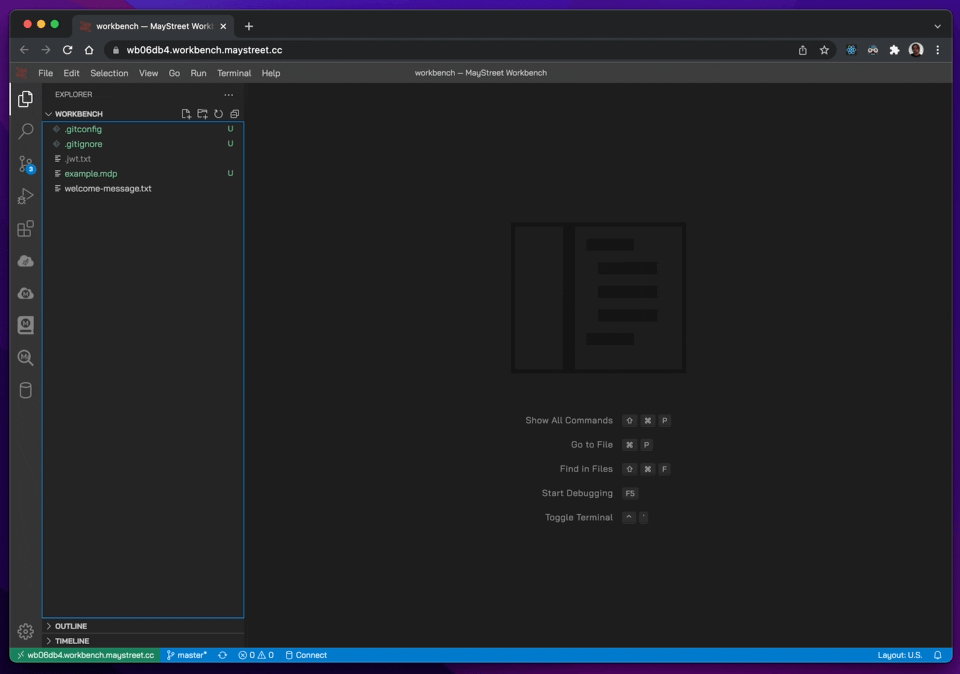 workbench — MayStreet Work
wb06db4.workbench.maystreet.cc
File Edit Selection View Go Run Terminal Help
workbench — MayStreet Workbench
EXPLORER
WORKBENCH
.gitconfig U
.gitignore U
.jwt.txt
example.mdp U
welcome-message.txt
3
Show All Commands ⇧ ⌘ P
Go to File ⌘ P
Find in Files ⇧ ⌘ F
Start Debugging F5
Toggle Terminal ^ `
OUTLINE
TIMELINE
wb06db4.workbench.maystreet.cc master* 0 0 Connect Layout: U.S.